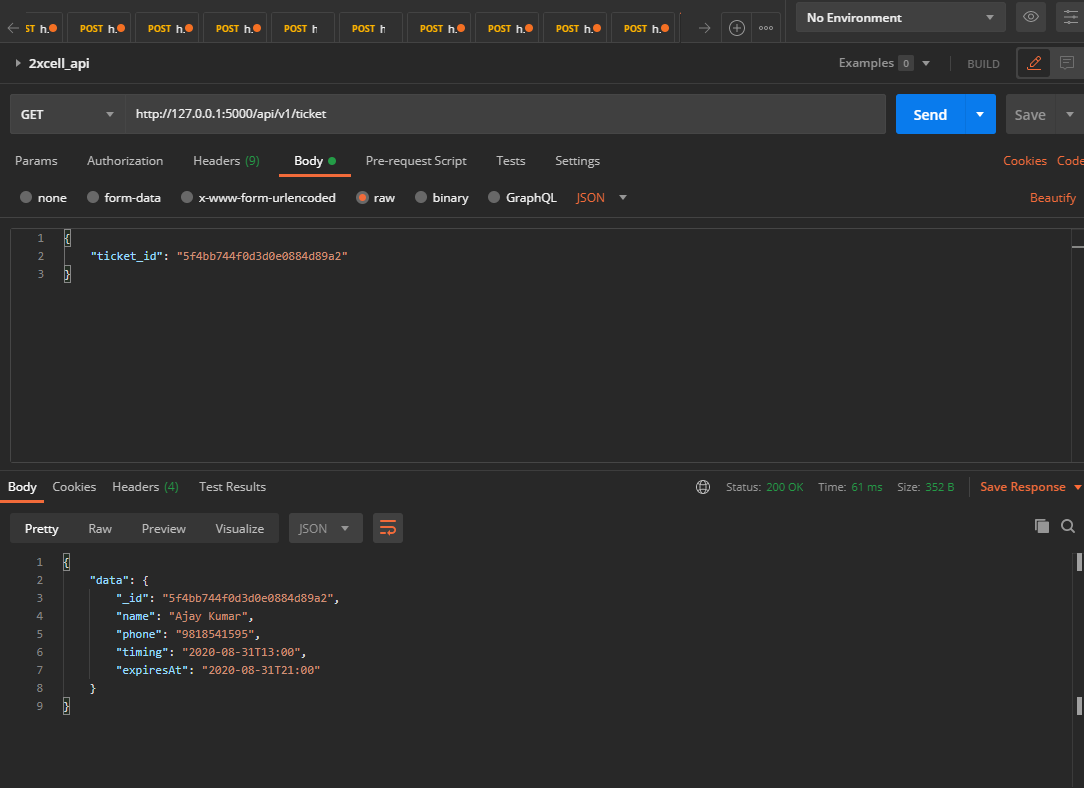 ST h. POST h. POST h. POST h. POST h POST h POST h. POST h. POST h. POST h. No Environment
2xcell_api Examples 0 BUILD
GET http://127.0.0.1:5000/api/v1/ticket Send Save
Params Authorization Headers (9) Body Pre-request Script Tests Settings Cookies Code
none form-data x-www-form-urlencoded raw binary GraphQL JSON Beautify
1 {
2 "ticket_id": "5f4bb744f0d3d0e0884d89a2"
3 }
Body Cookies Headers (4) Test Results Status: 200 OK Time: 61 ms Size: 352 B Save Response
Pretty Raw Preview Visualize JSON
1 {
2 "data": {
3 "_id": "5f4bb744f0d3d0e0884d89a2",
4 "name": "Ajay Kumar",
5 "phone": "9818541595",
6 "timing": "2020-08-31T13:00",
7 "expiresAt": "2020-08-31T21:00"
8 }
9 }